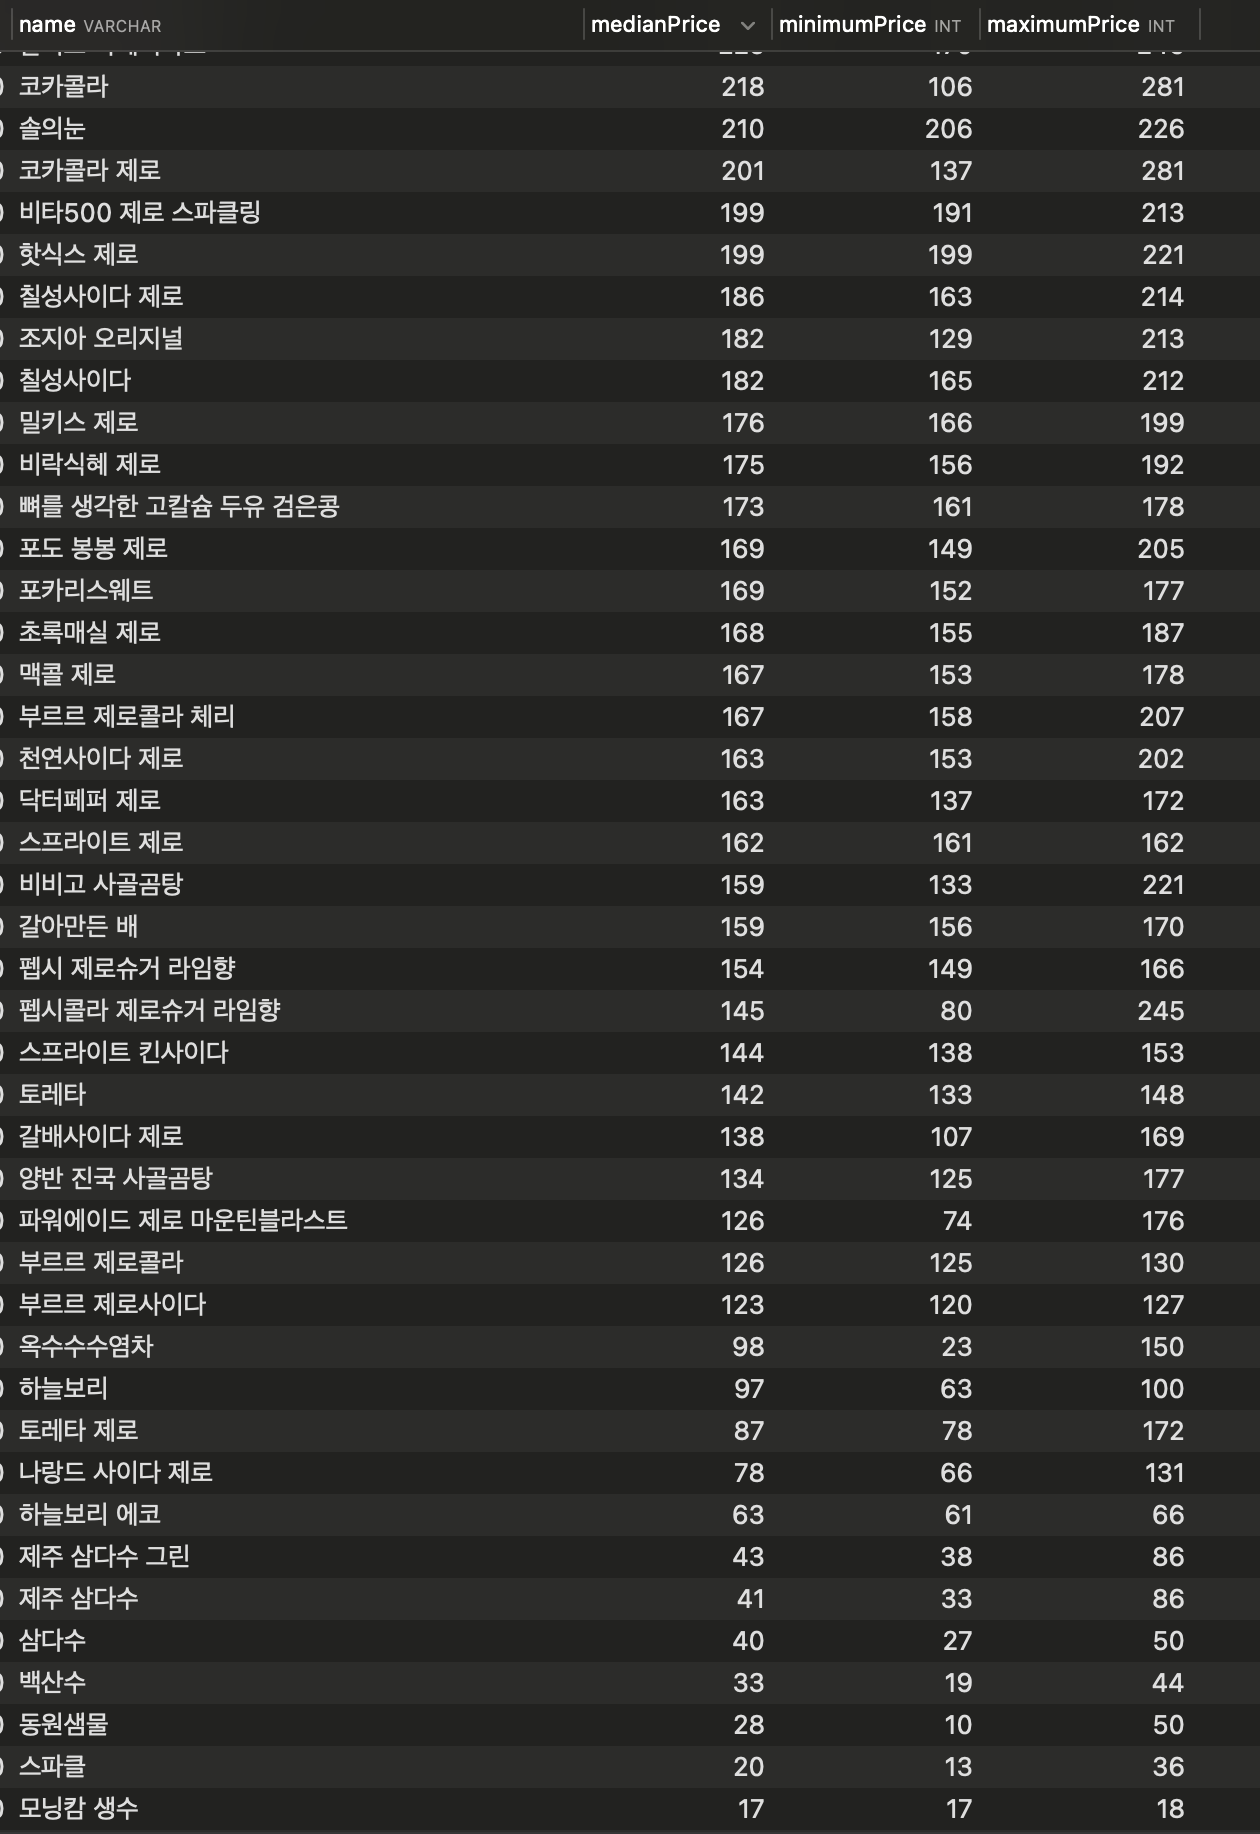 name VARCHAR medianPrice minimumPrice INT maximumPrice INT
코카콜라 218 106 281
솔의눈 210 206 226
코카콜라 제로 201 137 281
비타500 제로 스파클링 199 191 213
핫식스 제로 199 199 221
칠성사이다 제로 186 163 214
조지아 오리지널 182 129 213
칠성사이다 182 165 212
밀키스 제로 176 166 199
비락식혜 제로 175 156 192
뼈를 생각한 고칼슘 두유 검은콩 173 161 178
포도 봉봉 제로 169 149 205
포카리스웨트 169 152 177
초록매실 제로 168 155 187
맥콜 제로 167 153 178
부르르 제로콜라 체리 167 158 207
천연사이다 제로 163 153 202
닥터페퍼 제로 163 137 172
스프라이트 제로 162 161 162
비비고 사골곰탕 159 133 221
갈아만든 배 159 156 170
펩시 제로슈거 라임향 154 149 166
펩시콜라 제로슈거 라임향 145 80 245
스프라이트 킨사이다 144 138 153
토레타 142 133 148
갈배사이다 제로 138 107 169
양반 진국 사골곰탕 134 125 177
파워에이드 제로 마운틴블라스트 126 74 176
부르르 제로콜라 126 125 130
부르르 제로사이다 123 120 127
옥수수수염차 98 23 150
하늘보리 97 63 100
토레타 제로 87 78 172
나랑드 사이다 제로 78 66 131
하늘보리 에코 63 61 66
제주 삼다수 그린 43 38 86
제주 삼다수 41 33 86
삼다수 40 27 50
백산수 33 19 44
동원샘물 28 10 50
스파클 20 13 36
모닝캄 생수 17 17 18